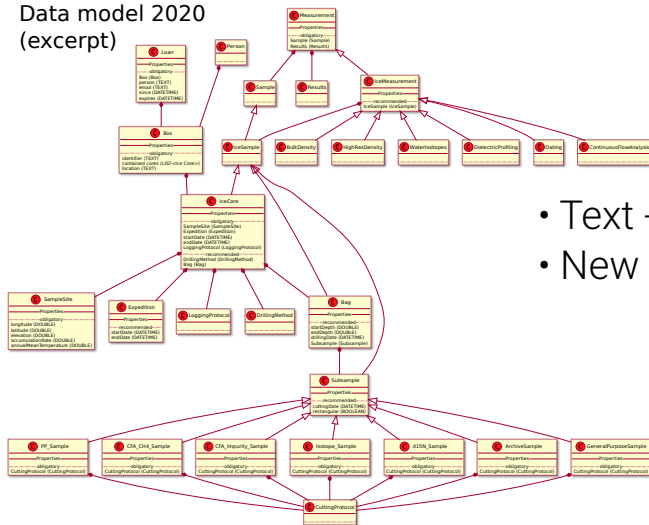 Data model 2020
(excerpt)
C Measurement
Properties
obligatory
Sample (Sample)
Results (Results)
C Loan
Properties
obligatory
Box (Box)
person (TEXT)
email (TEXT)
since (DATETIME)
expires (DATETIME)
C Person
C Sample
C Results
C IceMeasurement
Properties
recommended
IceSample (IceSample)
C Box
Properties
obligatory
identifier (TEXT)
contained cores (LIST<Ice Core>)
location (TEXT)
C IceSample
C BulkDensity
C HighResDensity
C WaterIsotopes
C DielectricProfiling
C Dating
C ContinuousFlowAnalysis
C IceCore
Properties
obligatory
SampleSite (SampleSite)
Expedition (Expedition)
startDate (DATETIME)
endDate (DATETIME)
LoggingProtocol (LoggingProtocol)
recommended
DrillingMethod (DrillingMethod)
Bag (Bag)
• Text
• New
C SampleSite
Properties
obligatory
longitude (DOUBLE)
latitude (DOUBLE)
elevation (DOUBLE)
accumulationRate (DOUBLE)
annualMeanTemperature (DOUBLE)
C Expedition
Properties
recommended
startDate (DATETIME)
endDate (DATETIME)
C LoggingProtocol
C DrillingMethod
C Bag
Properties
recommended
startDepth (DOUBLE)
endDepth (DOUBLE)
drillingDate (DATETIME)
Subsample (Subsample)
C Subsample
Properties
recommended
cuttingDate (DATETIME)
rectangular (BOOLEAN)
C PP_Sample
Properties
obligatory
CuttingProtocol (CuttingProtocol)
C CFA_CH4_Sample
Properties
obligatory
CuttingProtocol (CuttingProtocol)
C CFA_Impurity_Sample
Properties
obligatory
CuttingProtocol (CuttingProtocol)
C Isotope_Sample
Properties
obligatory
CuttingProtocol (CuttingProtocol)
C d15N_Sample
Properties
obligatory
CuttingProtocol (CuttingProtocol)
C ArchiveSample
Properties
obligatory
CuttingProtocol (CuttingProtocol)
C GeneralPurposeSample
Properties
obligatory
CuttingProtocol (CuttingProtocol)
C CuttingProtocol